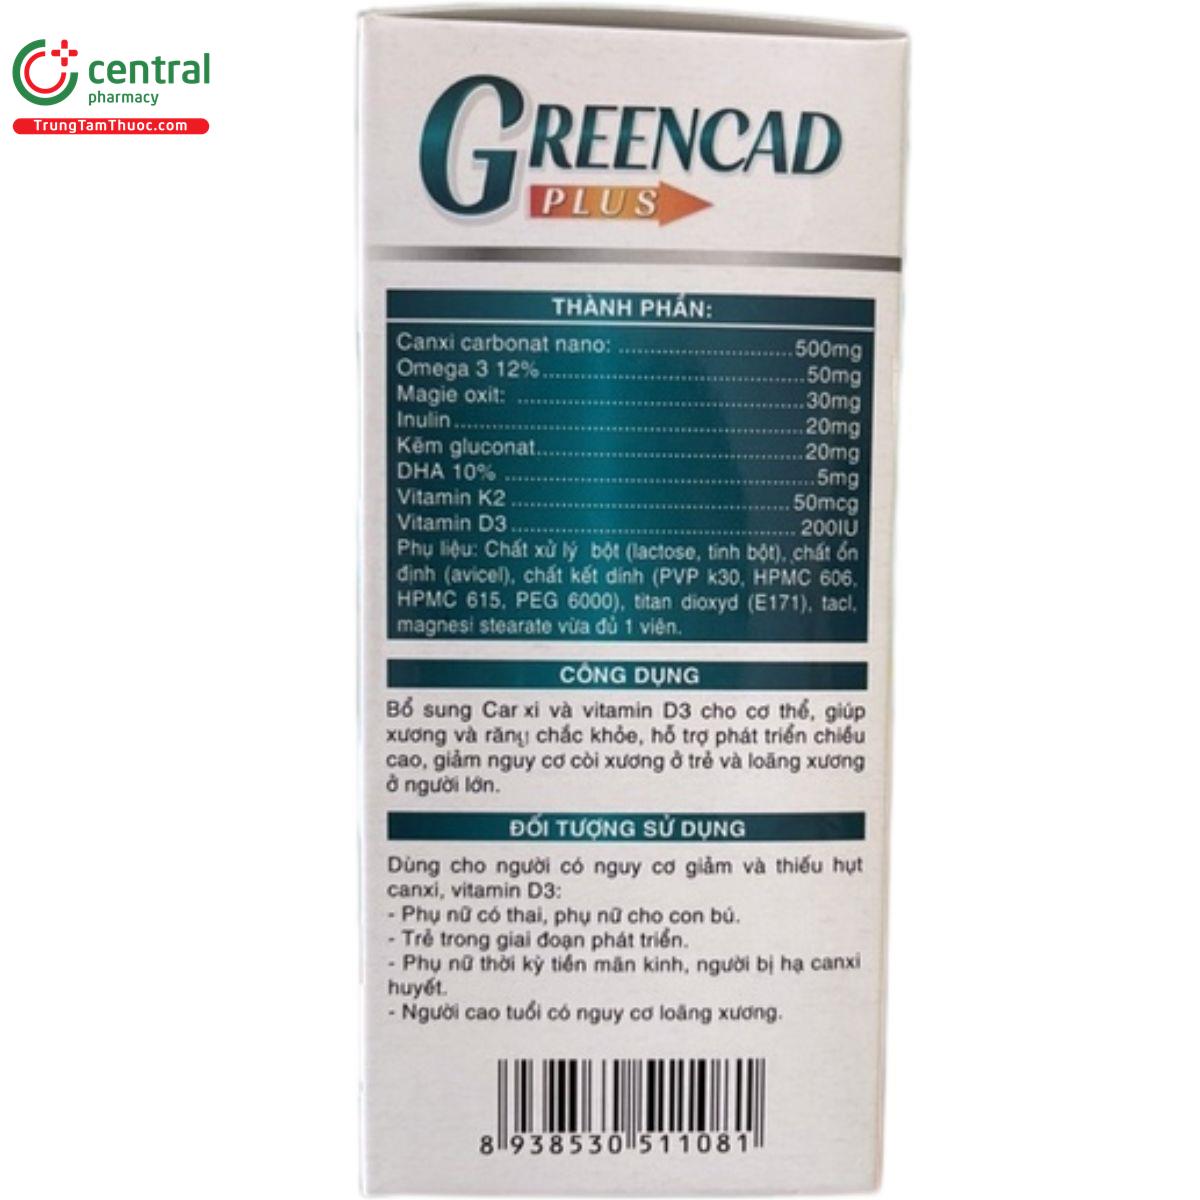 central
pharmacy
TrungTamThuoc.com
GREENCAD
PLUS
THÀNH PHẦN:
Canxi carbonat nano: ........................... 500mg
Omega 3 12% .......................................... 50mg
Magie oxit: ............................................ 30mg
Inulin ...................................................... 20mg
Kẽm gluconat.......................................... 20mg
DHA 10% ................................................ 5mg
Vitamin K2 ............................................ 50mcg
Vitamin D3 ............................................ 200IU
Phụ liệu: Chất xử lý bột (lactose, tinh bột), chất ổn
định (avicel), chất kết dính (PVP k30, HPMC 606,
HPMC 615, PEG 6000), titan dioxyd (E171), tacl,
magnesi stearate vừa đủ 1 viên.
CÔNG DỤNG
Bổ sung Canxi và vitamin D3 cho cơ thể, giúp
xương và răng chắc khỏe, hỗ trợ phát triển chiều
cao, giảm nguy cơ còi xương ở trẻ và loãng xương
ở người lớn.
ĐỐI TƯỢNG SỬ DỤNG
Dùng cho người có nguy cơ giảm và thiếu hụt
canxi, vitamin D3:
- Phụ nữ có thai, phụ nữ cho con bú.
- Trẻ trong giai đoạn phát triển.
- Phụ nữ thời kỳ tiền mãn kinh, người bị hạ canxi
huyết.
- Người cao tuổi có nguy cơ loãng xương.
8 938530 511081